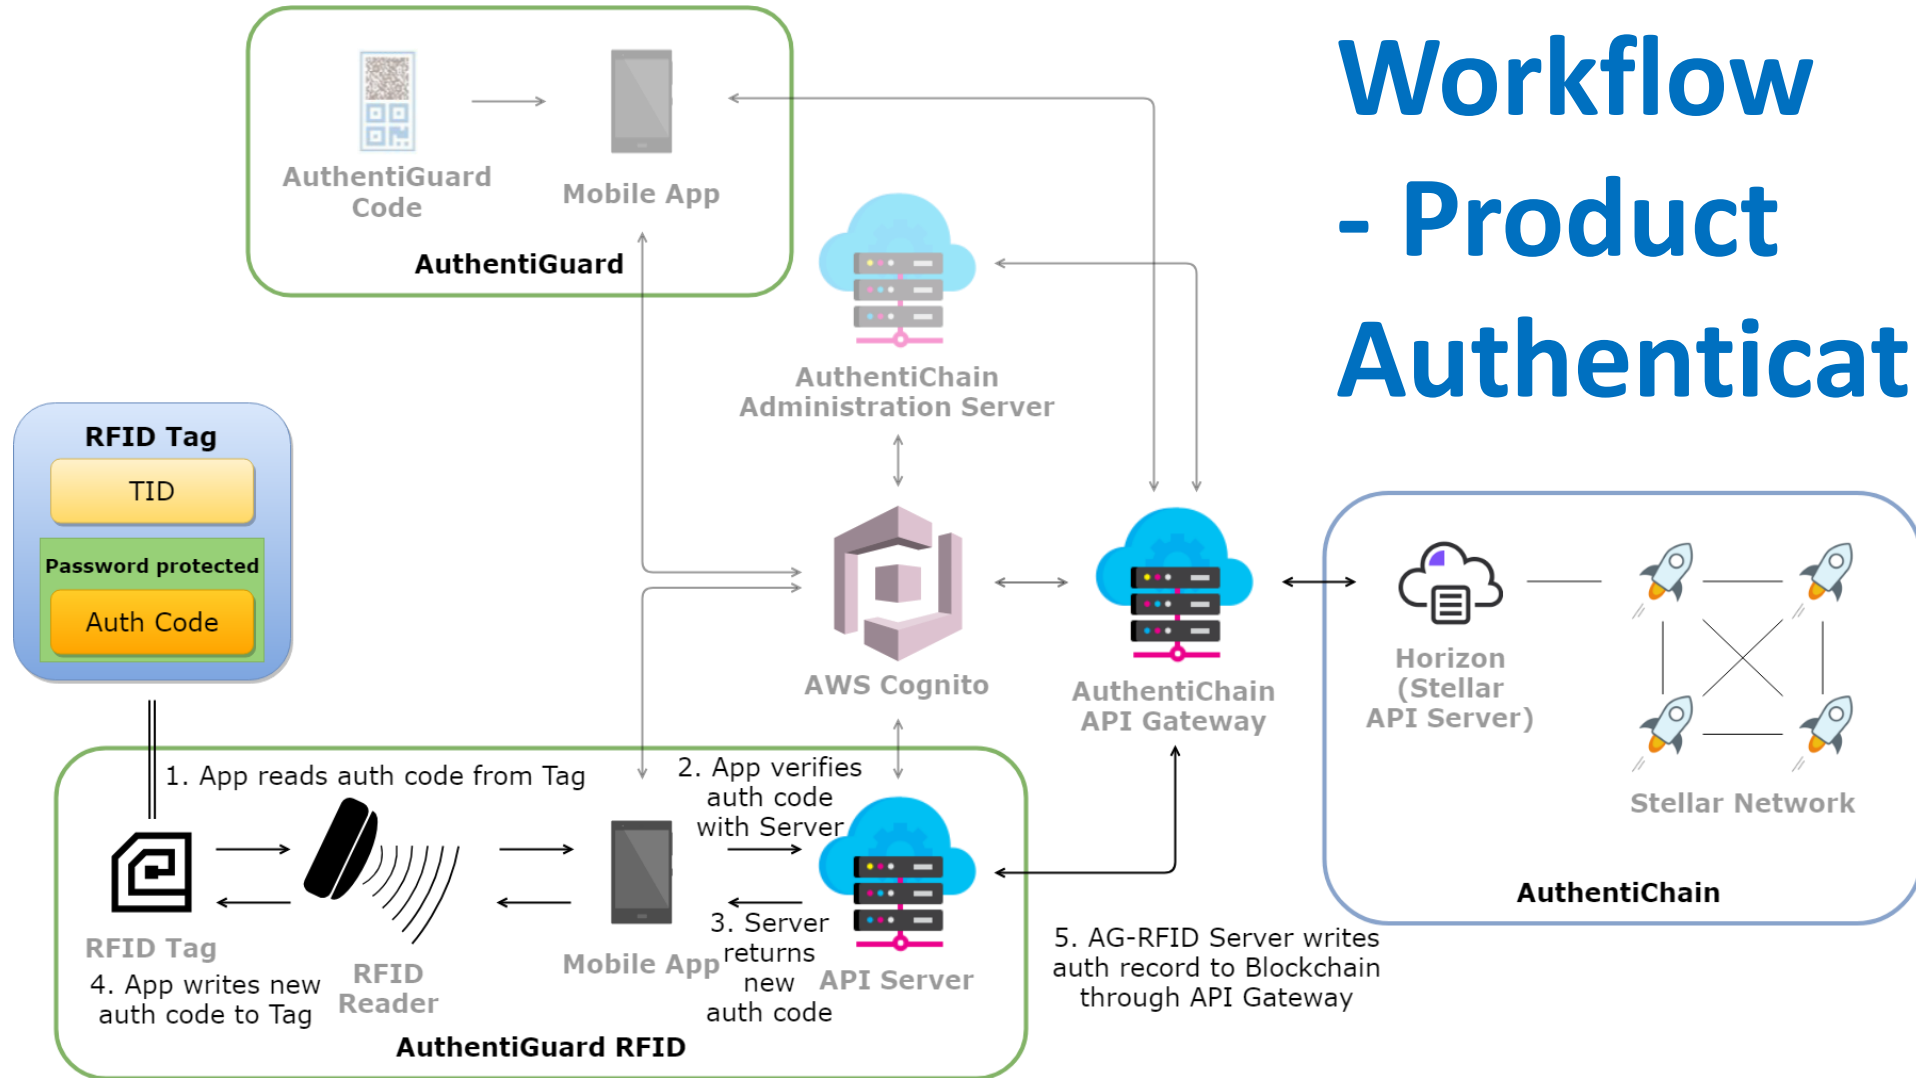 Workflow
- Product
Authenticat
AuthentiGuard
Code
Mobile App
AuthentiGuard
AuthentiChain
Administration Server
RFID Tag
TID
Password protected
Auth Code
AWS Cognito
AuthentiChain
API Gateway
Horizon
(Stellar
API Server)
Stellar Network
AuthentiChain
1. App reads auth code from Tag
2. App verifies
auth code
with Server
RFID Tag
RFID
Reader
Mobile App
API Server
3. Server
returns
new
auth code
4. App writes new
auth code to Tag
AuthentiGuard RFID
5. AG-RFID Server writes
auth record to Blockchain
through API Gateway